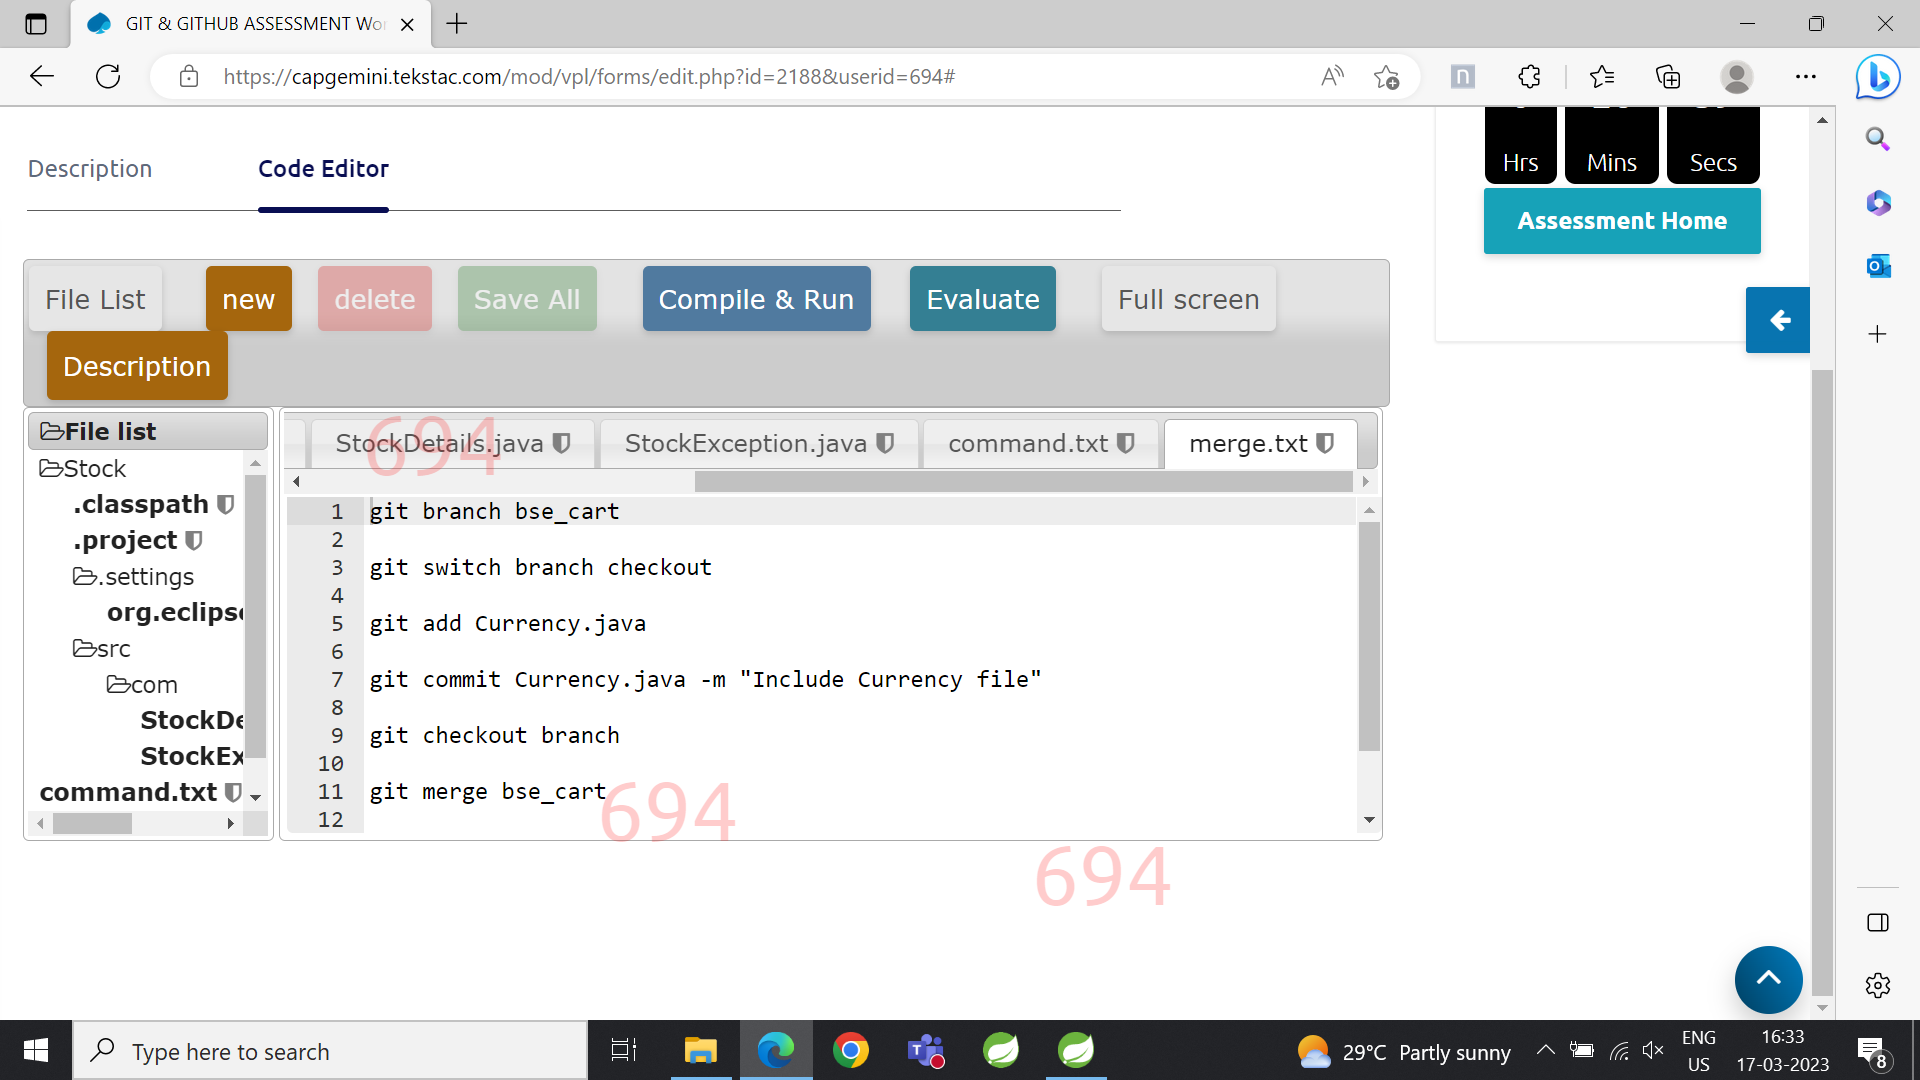 GIT & GITHUB ASSESSMENT Wor
https://capgemini.tekstac.com/mod/vpl/forms/edit.php?id=2188&userid=694#
Description
Code Editor
Hrs
Mins
Secs
Assessment Home
File List
new
delete
Save All
Compile & Run
Evaluate
Full screen
Description
File list
Stock
.classpath
.project
.settings
org.eclipse
src
com
StockDe
StockEx
command.txt
StockDetails.java
StockException.java
command.txt
merge.txt
694
1 git branch bse_cart
2
3 git switch branch checkout
4
5 git add Currency.java
6
7 git commit Currency.java -m "Include Currency file"
8
9 git checkout branch
10
11 git merge bse_cart
12
694
694
Type here to search
29°C Partly sunny
ENG
US
16:33
17-03-2023
8